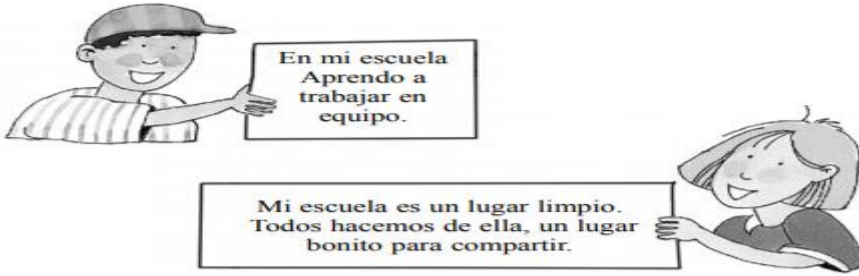 En mi escuela
Aprendo a
trabajar en
equipo.
Mi escuela es un lugar limpio.
Todos hacemos de ella, un lugar
bonito para compartir.